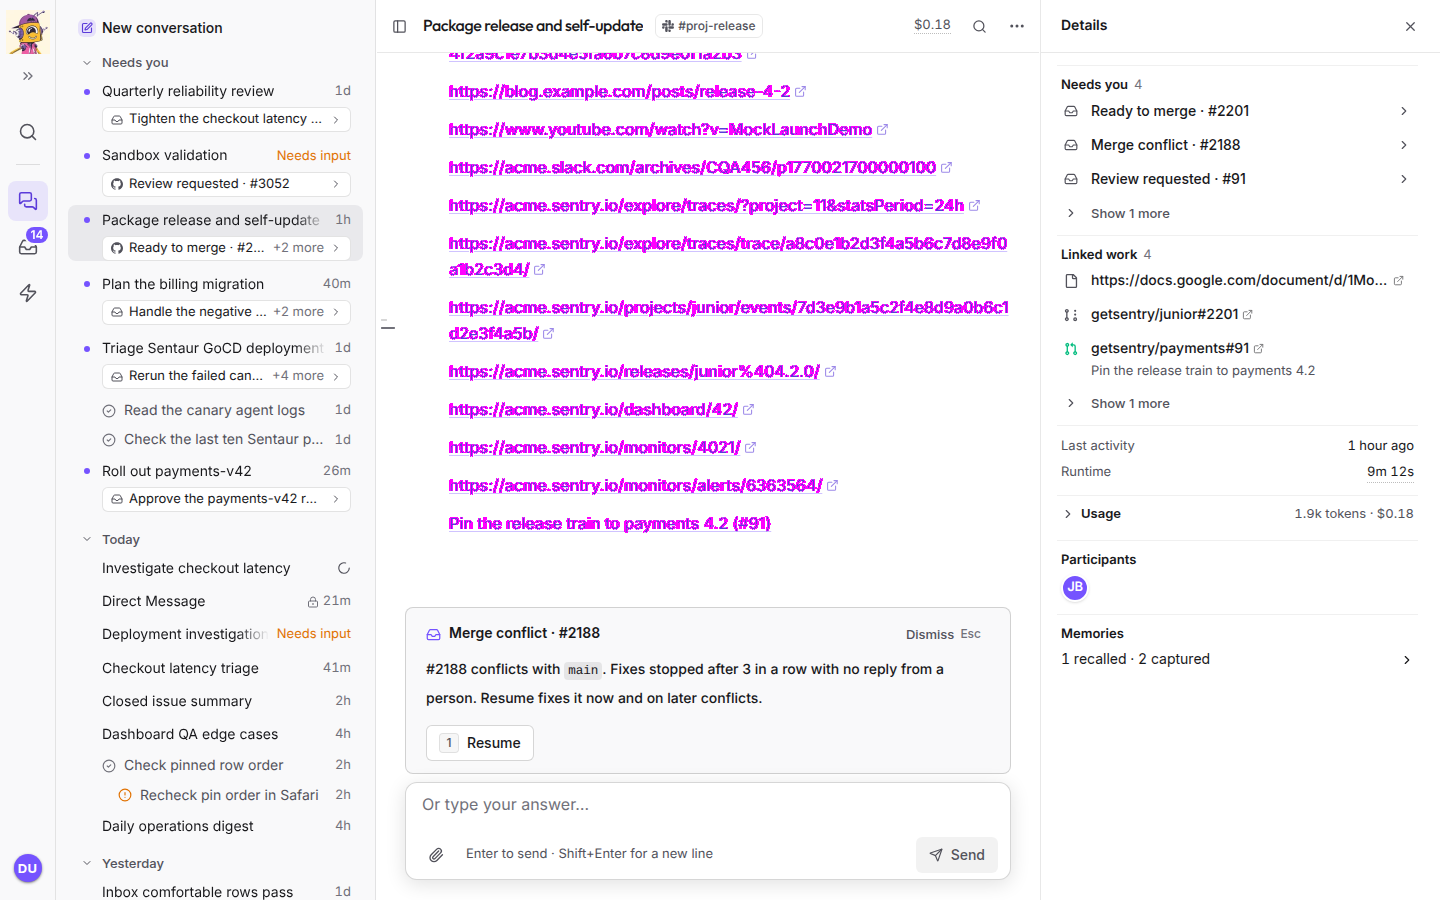 New conversation
Needs you
Quarterly reliability review 1d
Tighten the checkout latency ...
Sandbox validation Needs input
Review requested · #3052
Package release and self-update 1h
Ready to merge · #2... +2 more
14
Plan the billing migration 40m
Handle the negative ... +2 more
Triage Sentaur GoCD deployment 1d
Rerun the failed can... +4 more
Read the canary agent logs 1d
Check the last ten Sentaur p... 1d
Roll out payments-v42 26m
Approve the payments-v42 r...
Today
Investigate checkout latency
Direct Message 21m
Deployment investigation Needs input
Checkout latency triage 41m
Closed issue summary 2h
Dashboard QA edge cases 4h
Check pinned row order 2h
Recheck pin order in Safari 2h
Daily operations digest 4h
Yesterday
Inbox comfortable rows pass 1d
DU
Package release and self-update #proj-release $0.18
https://blog.example.com/posts/release-4-2
https://www.youtube.com/watch?v=MockLaunchDemo
https://acme.slack.com/archives/CQA456/p1770021700000100
https://acme.sentry.io/explore/traces/?project=11&statsPeriod=24h
https://acme.sentry.io/explore/traces/trace/a8c0e1b2d3f4a5b6c7d8e9f0
a1b2c3d4/
https://acme.sentry.io/projects/junior/events/7d3e9b1a5c2f4e8d9a0b6c1
d2e3f4a5b/
https://acme.sentry.io/releases/junior%404.2.0/
https://acme.sentry.io/dashboard/42/
https://acme.sentry.io/monitors/4021/
https://acme.sentry.io/monitors/alerts/6363564/
Pin the release train to payments 4.2 (#91)
Merge conflict · #2188 Dismiss Esc
#2188 conflicts with main. Fixes stopped after 3 in a row with no reply from a
person. Resume fixes it now and on later conflicts.
1 Resume
Or type your answer...
Enter to send · Shift+Enter for a new line Send
Details
Needs you 4
Ready to merge · #2201
Merge conflict · #2188
Review requested · #91
Show 1 more
Linked work 4
https://docs.google.com/document/d/1Mo...
getsentry/junior#2201
getsentry/payments#91
Pin the release train to payments 4.2
Show 1 more
Last activity 1 hour ago
Runtime 9m 12s
Usage 1.9k tokens · $0.18
Participants
JB
Memories
1 recalled · 2 captured